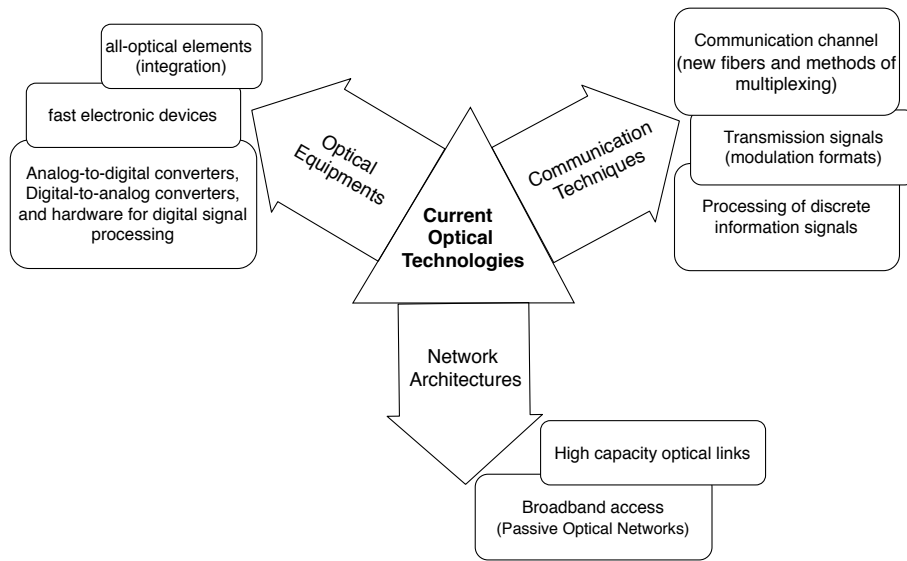 all-optical elements
(integration)
fast electronic devices
Analog-to-digital converters,
Digital-to-analog converters,
and hardware for digital signal
processing
Optical
Equipments
Current
Optical
Technologies
Communication
Techniques
Communication channel
(new fibers and methods of
multiplexing)
Transmission signals
(modulation formats)
Processing of discrete
information signals
Network
Architectures
High capacity optical links
Broadband access
(Passive Optical Networks)